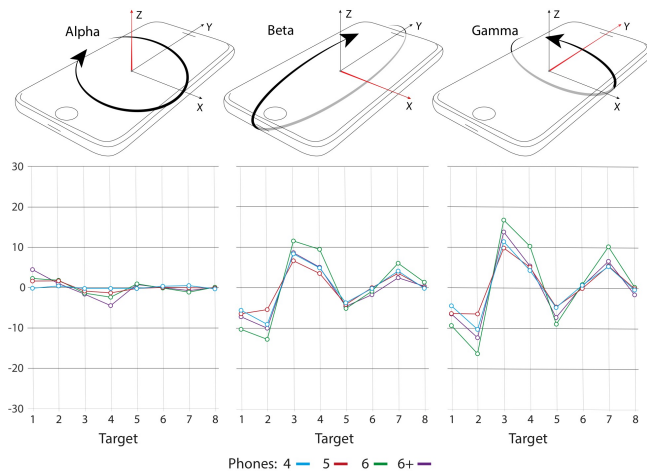 Alpha
Z
Y
X
Beta
Z
Y
X
Gamma
Z
Y
X
30
20
10
0
-10
-20
-30
1 2 3 4 5 6 7 8
1 2 3 4 5 6 7 8
1 2 3 4 5 6 7 8
Target
Target
Target
Phones: 4 5 6 6+